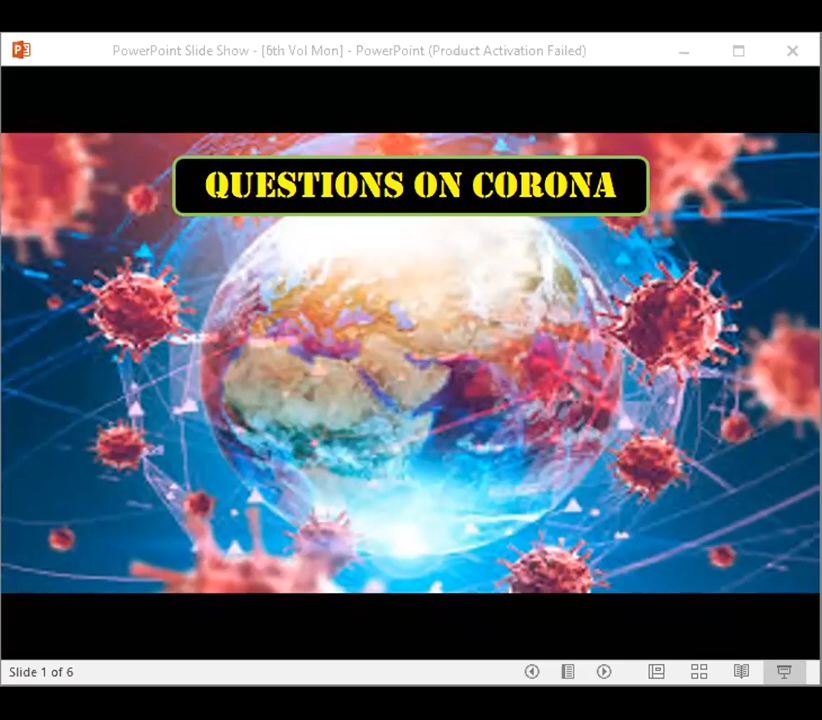 PowerPoint Slide Show - [6th Vol Mon] - PowerPoint (Product Activation Failed)
QUESTIONS ON CORONA
Slide 1 of 6